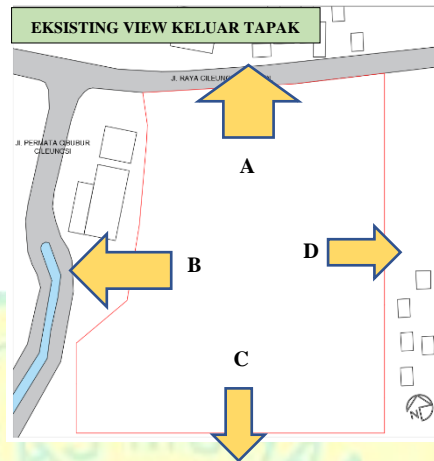 EKSISTING VIEW KELUAR TAPAK
JL RAYA CILEUNGSI
JL PERMATA CIBUBUR
CILEUNGSI
A
B
D
C
N